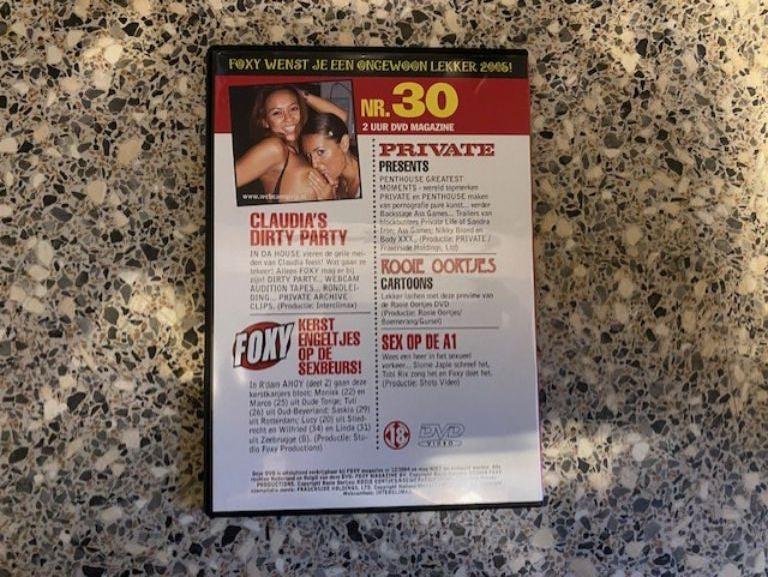 FOXY WENST JE EEN ONGEWOON LEKKER 2005!
NR. 30
2 UUR DVD MAGAZINE
CLAUDIA'S
DIRTY PARTY
IN DA HOUSE vieren de geile mei-
den van Claudia feest! Wat gaan ze
tekeer! Alleen FOXY mag er bij
zijn! DIRTY PARTY... WEBCAM
AUDITION TAPES... RONDLEI-
DING... PRIVATE ARCHIVE
CLIPS. (Productie: Interclimax)
FOXY
KERST
ENGELTJES
OP DE
SEXBEURS!
In R'dam AHOY (deel 2) gaan deze
kerstkanjers bloot: Moniek (22) en
Marco (25) uit Oude Tonge; Tuti
(26) uit Oud-Beyerland; Saskia (29) uit
Rotterdam; Lucy (20) uit Slied-
recht en Wilfried (34) en Linda (31)
uit Zeebrugge (B). (Productie: Stu-
dio Foxy Productions)
PRIVATE
PRESENTS
PENTHOUSE GREATEST
MOMENTS - wereld topmerken
PRIVATE en PENTHOUSE maken
van pornografie pure kunst... verder
Backstage Ass Games... Trailers van
blockbusters Private Life of Sandra
Iron; Ass Games; Nikky Blond en
Body XXX.. (Productie: PRIVATE/
Fraserside Holdings, Ltd)
ROOIE OORTJES
CARTOONS
Lekker lachen met deze preview van
de Rooie Oortjes DVD
(Productie: Rooie Oortjes/
Boemerang/Gursel)
SEX OP DE A1
Wees een heer in het sexueel
verkeer... Slome Japie schreef het,
Tobi Rix zong het en Foxy doet het.
(Productie: Shots Video)
18
DVD
VIDEO